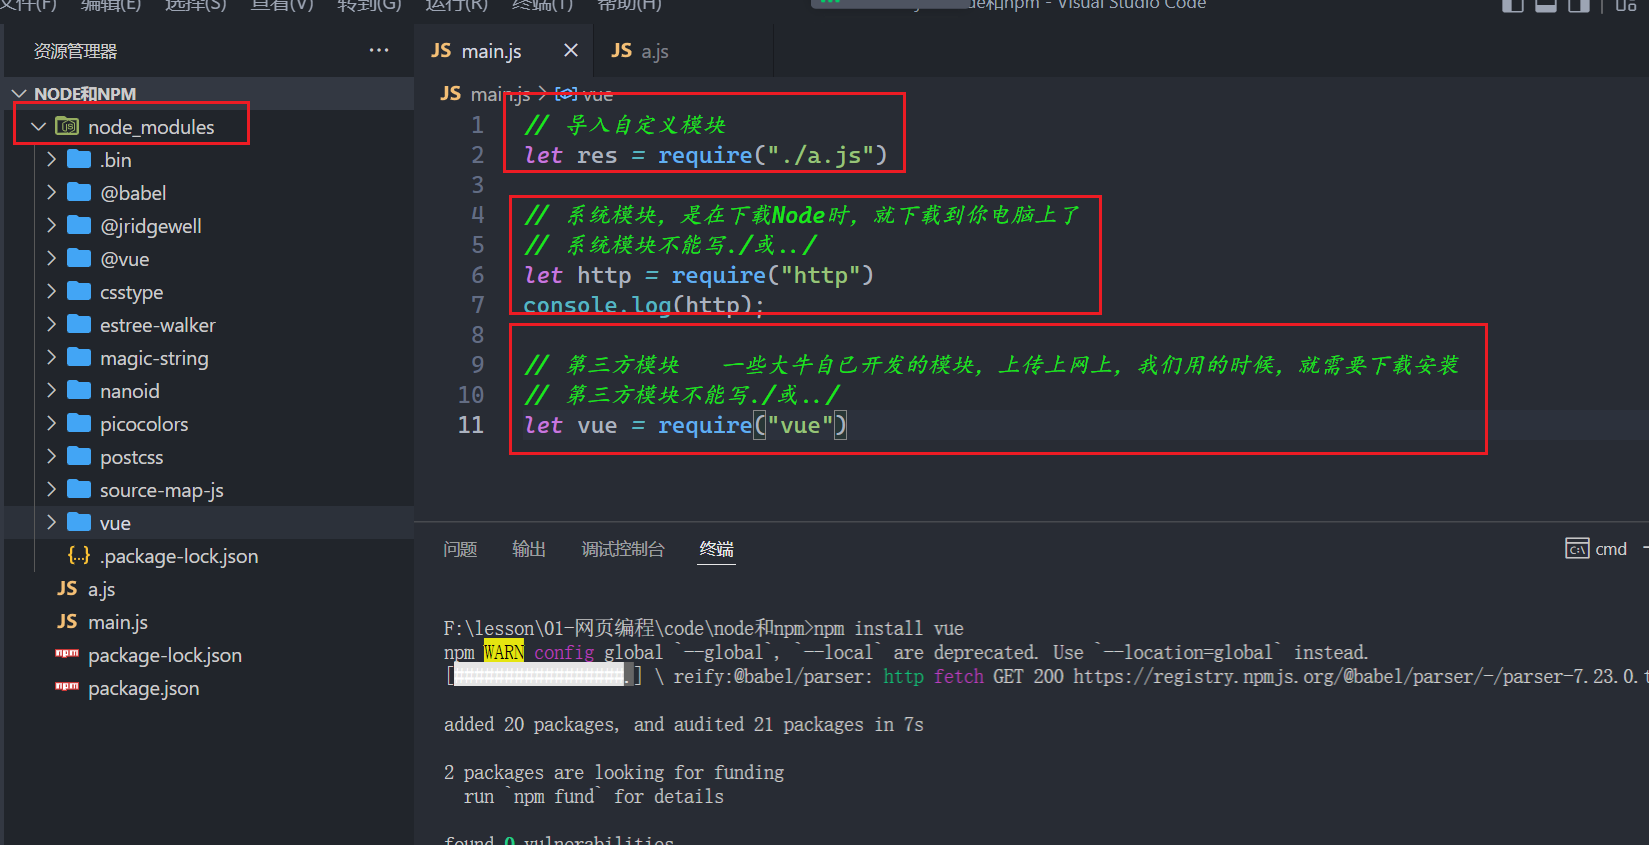 文件(F) 编辑(E) 选择(S) 查看(V) 转到(G) 运行(R) 终端(T) 帮助(H) de和npm - Visual Studio Code
资源管理器 ···
JS main.js × JS a.js
NODE和NPM
JS main.js > vue
node_modules
.bin
@babel
@jridgewell
@vue
csstype
estree-walker
magic-string
nanoid
picocolors
postcss
source-map-js
vue
{..} .package-lock.json
JS a.js
JS main.js
npm package-lock.json
npm package.json
1 // 导入自定义模块
2 let res = require("./a.js")
3
4 // 系统模块，是在下载Node时，就下载到你电脑上了
5 // 系统模块不能写./或../
6 let http = require("http")
7 console.log(http);
8
9 // 第三方模块 一些大牛自己开发的模块，上传上网上，我们用的时候，就需要下载安装
10 // 第三方模块不能写./或../
11 let vue = require("vue")
问题 输出 调试控制台 终端 cmd
F:\lesson\01-网页编程\code\node和npm>npm install vue
npm WARN config global `--global`, `--local` are deprecated. Use `--location=global` instead.
[#################.] \ reify:@babel/parser: http fetch GET 200 https://registry.npmjs.org/@babel/parser/-/parser-7.23.0.t
added 20 packages, and audited 21 packages in 7s
2 packages are looking for funding
run `npm fund` for details
found 0 vulnerabilities